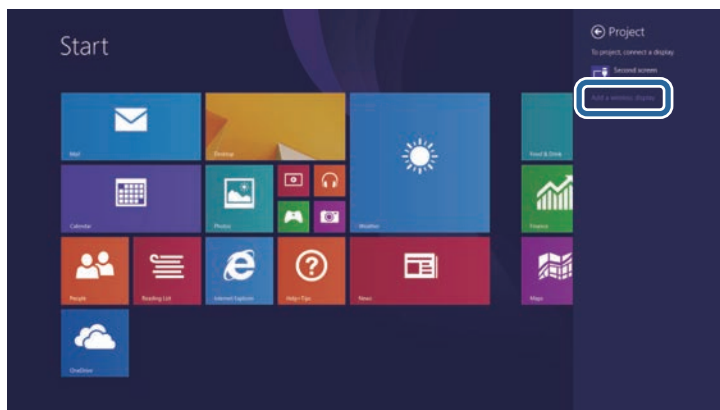 Start
Project
To project, connect a display
Second screen
Add a wireless display
Mail
Desktop
Weather
Food & Drink
Calendar
Photos
Finance
People
Reading List
Internet Explorer
Help+Tips
News
Maps
OneDrive